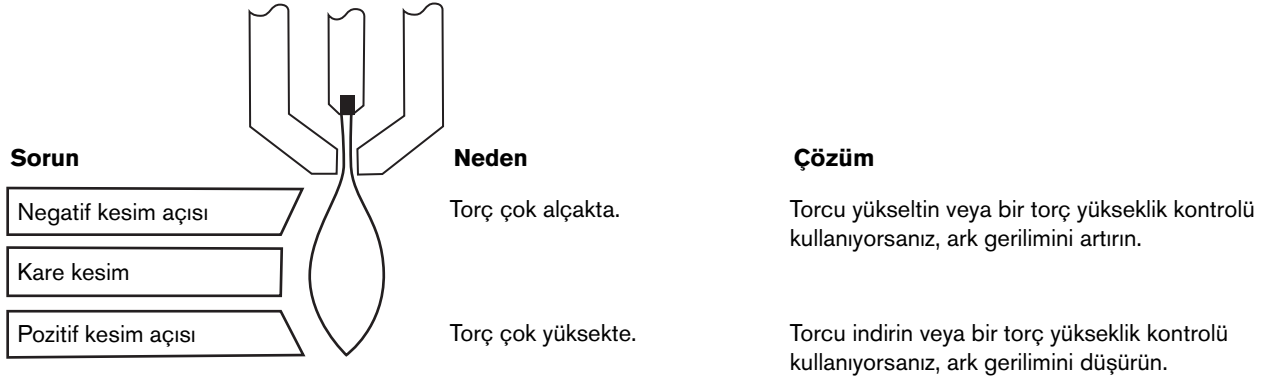 Sorun
Neden
Çözüm
Negatif kesim açısı
Torç çok alçakta.
Torcu yükseltin veya bir torç yükseklik kontrolü
kullanıyorsanız, ark gerilimini artırın.
Kare kesim
Pozitif kesim açısı
Torç çok yüksekte.
Torcu indirin veya bir torç yükseklik kontrolü
kullanıyorsanız, ark gerilimini düşürün.